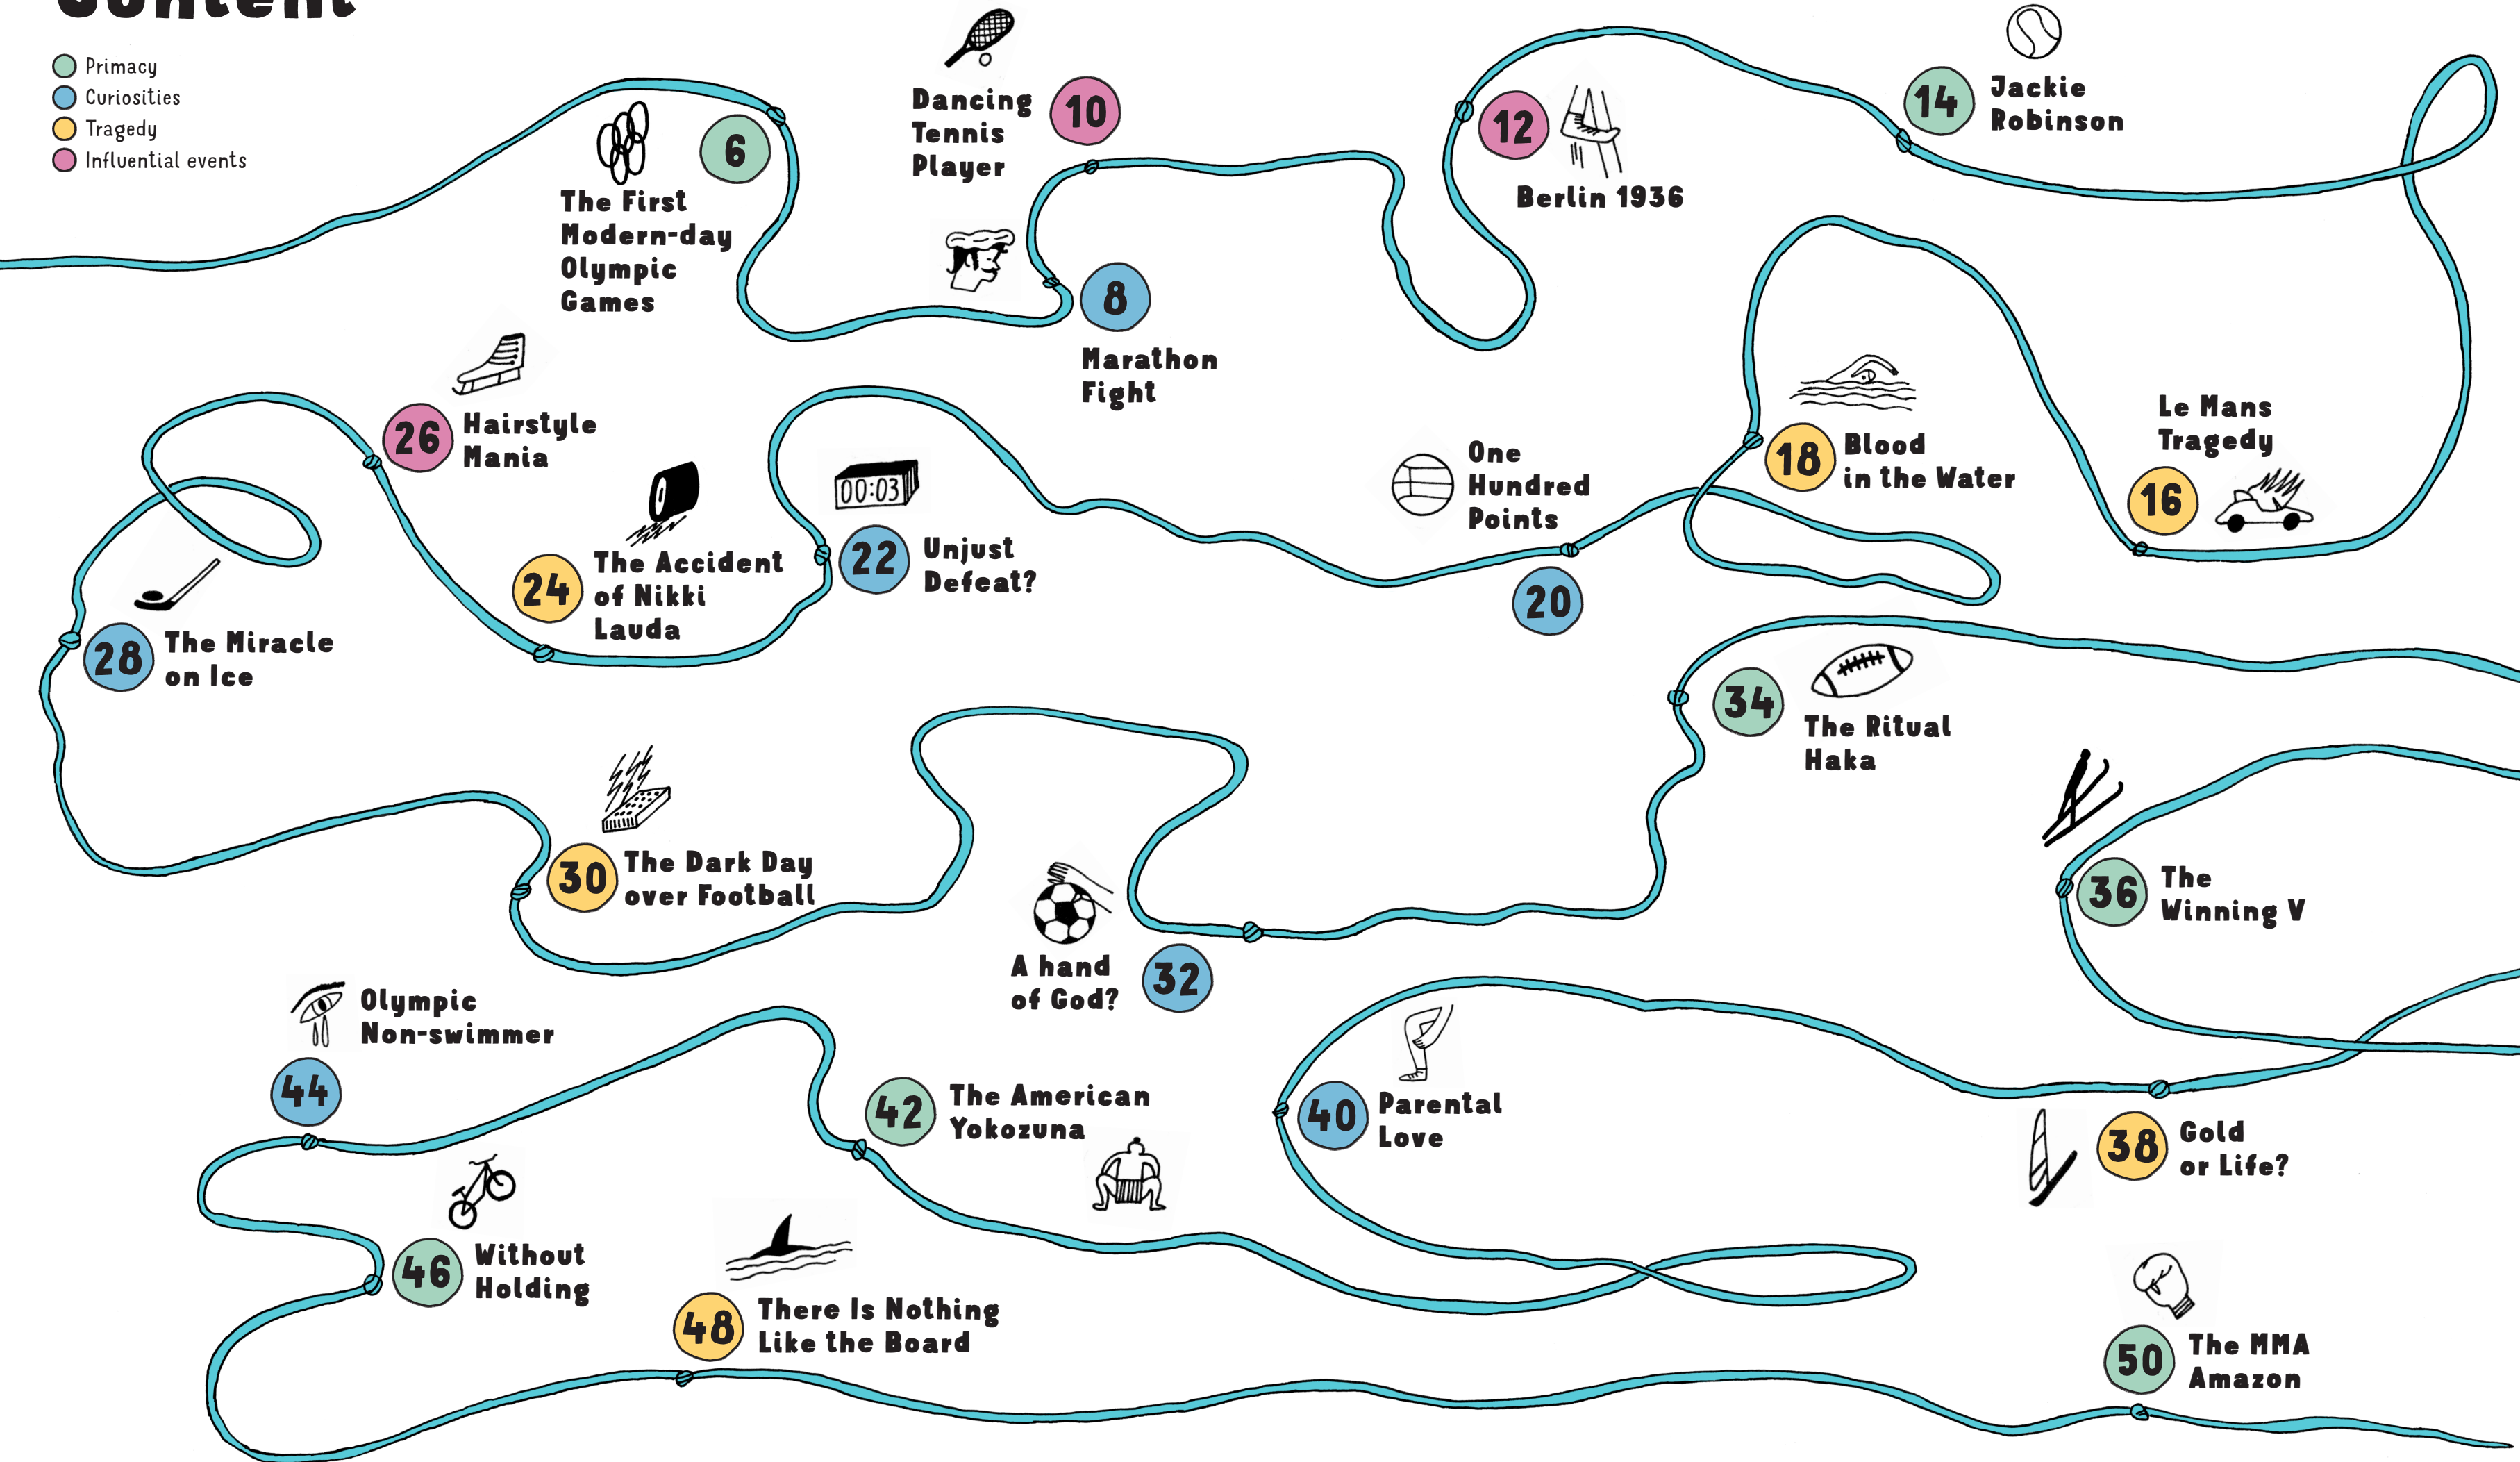 Content
Primacy
Curiosities
Tragedy
Influential events
6
The First
Modern-day
Olympic
Games
8
Marathon
Fight
Dancing
Tennis
Player
10
12
Berlin 1936
14
Jackie
Robinson
Le Mans
Tragedy
16
18
Blood
in the Water
One
Hundred
Points
20
00:03
22
Unjust
Defeat?
24
The Accident
of Nikki
Lauda
26
Hairstyle
Mania
28
The Miracle
on Ice
30
The Dark Day
over Football
A hand
of God?
32
34
The Ritual
Haka
36
The
Winning V
38
Gold
or Life?
40
Parental
Love
42
The American
Yokozuna
Olympic
Non-swimmer
44
46
Without
Holding
48
There Is Nothing
Like the Board
50
The MMA
Amazon